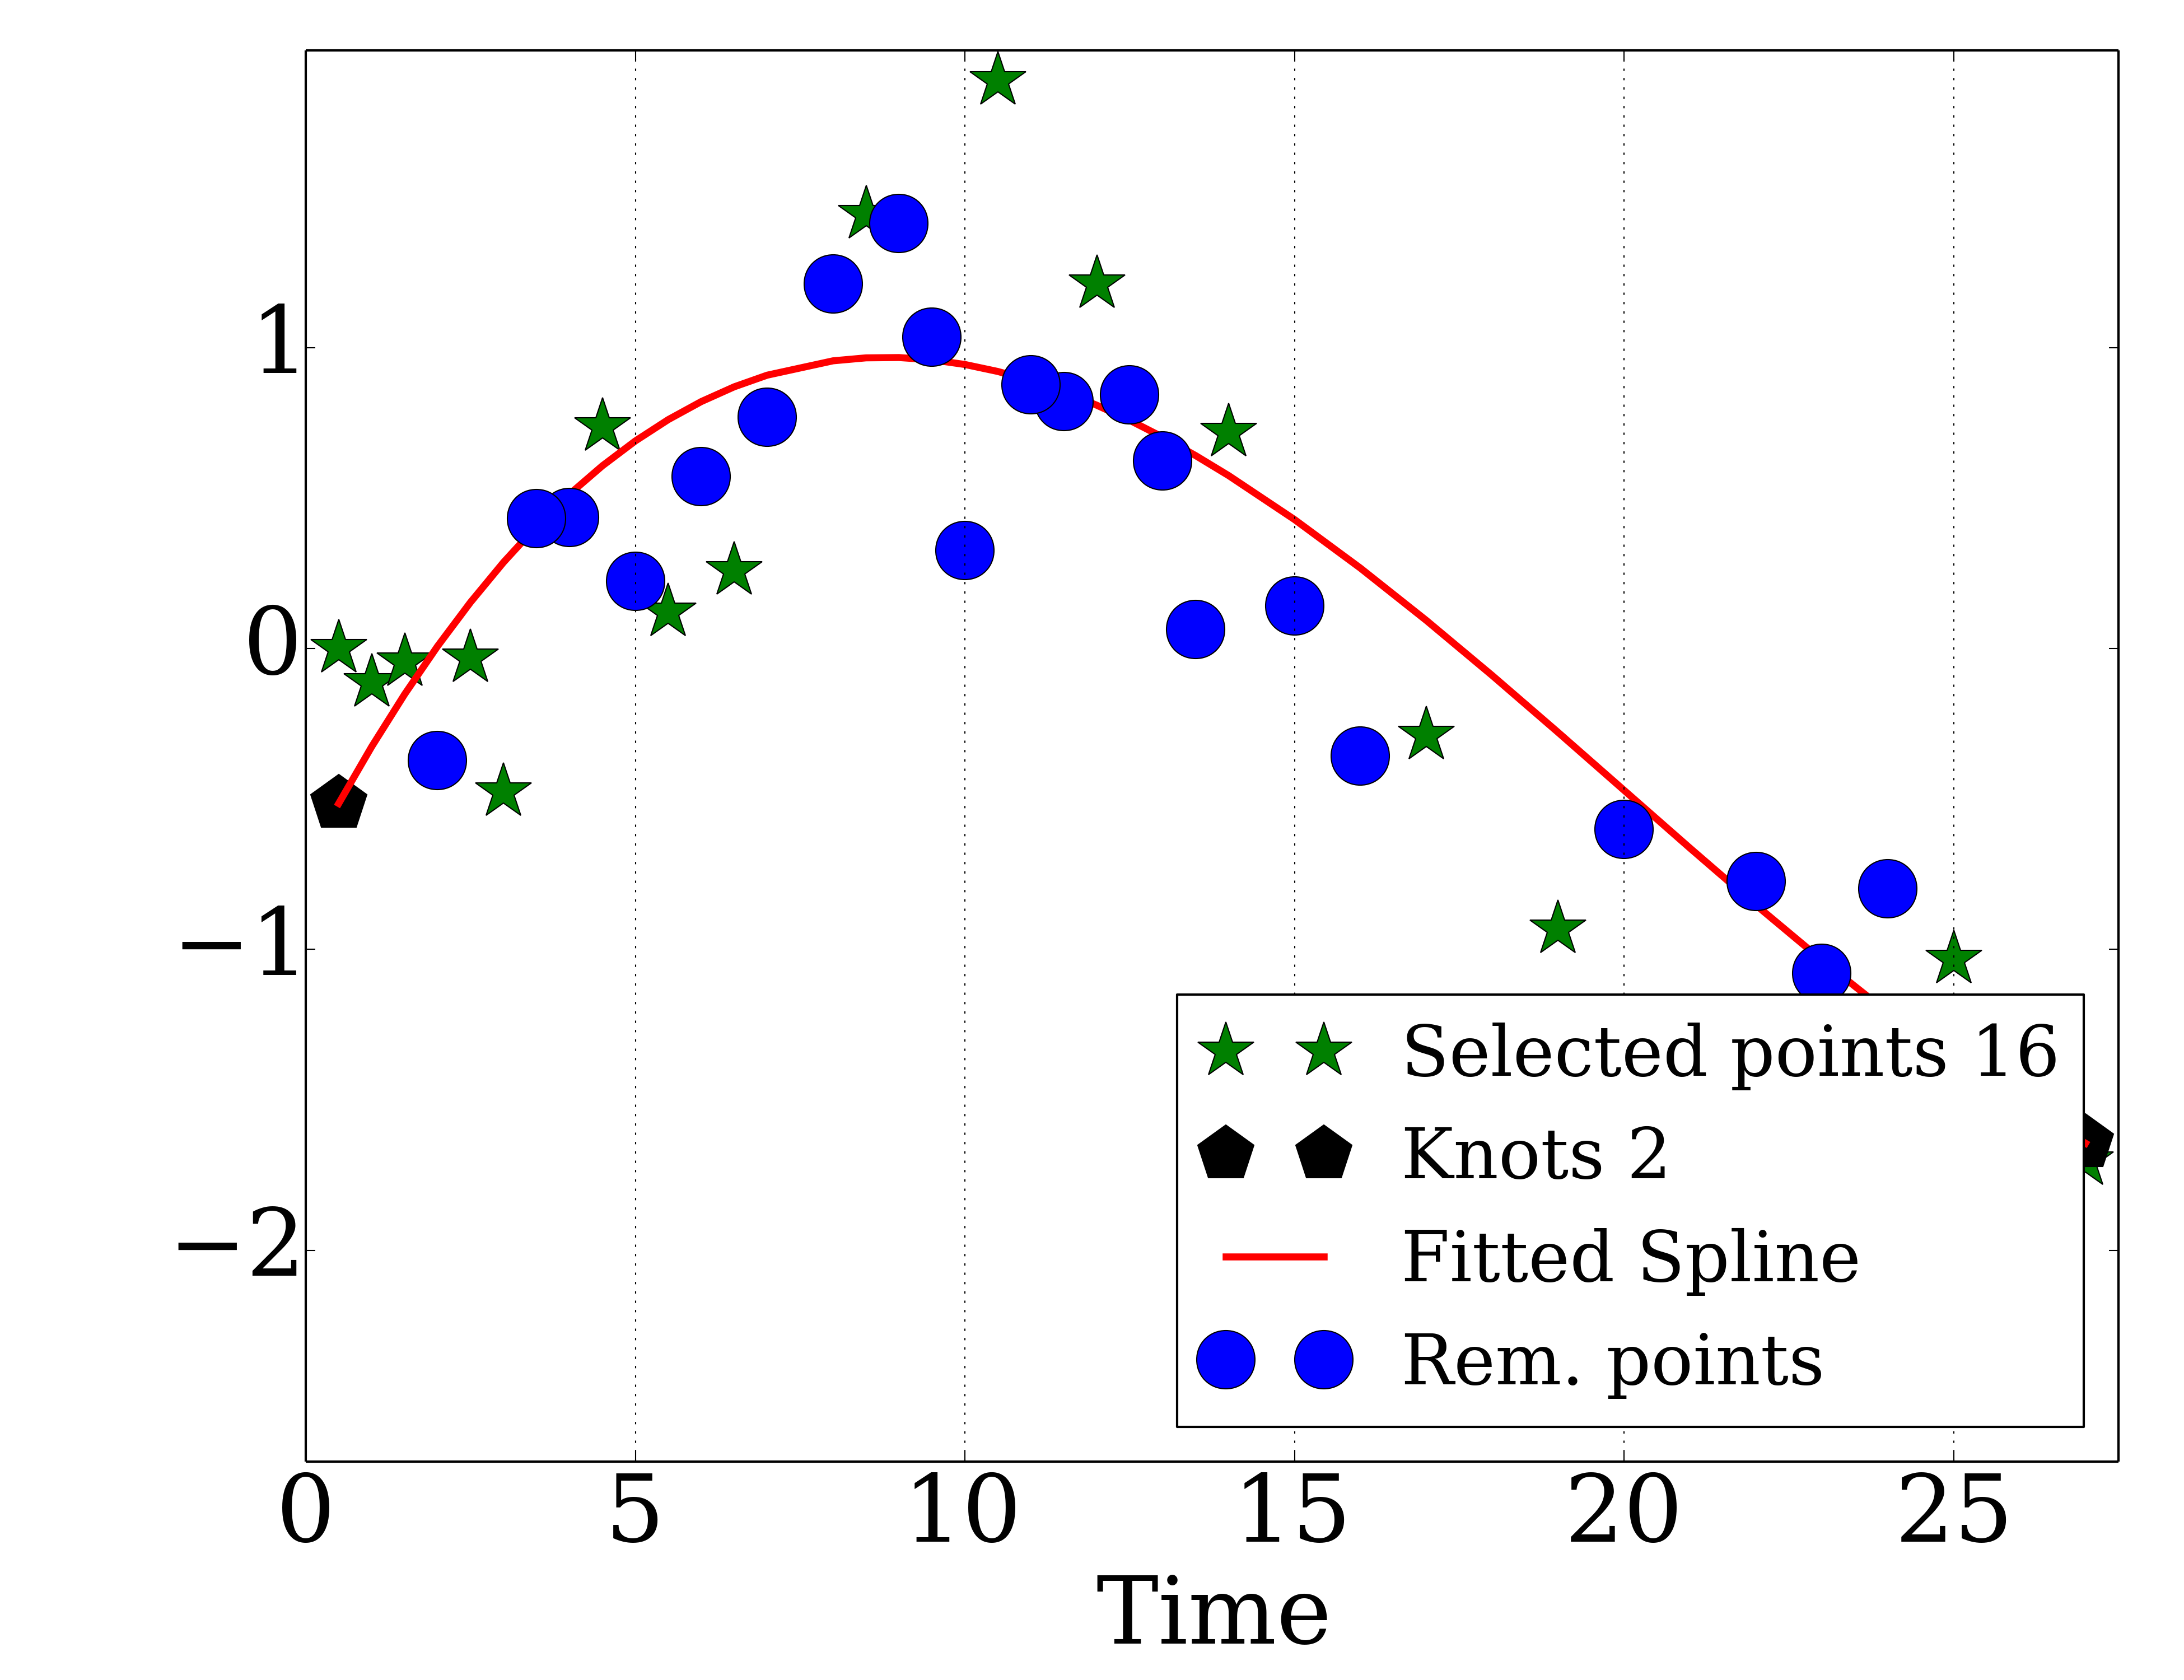 1
0
−1
−2
0 5 10 15 20 25
Time
Selected points 16
Knots 2
Fitted Spline
Rem. points